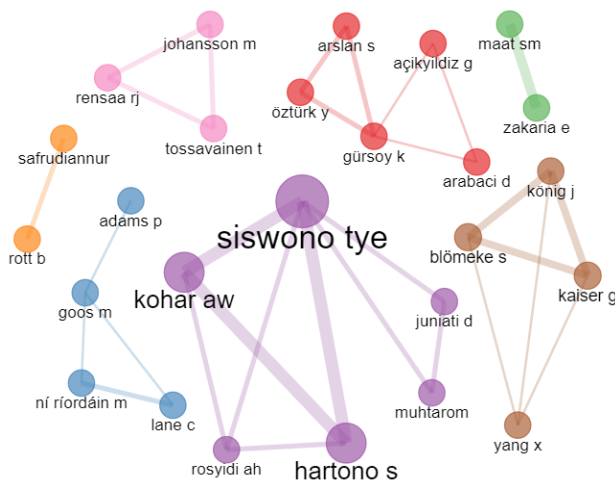 johansson m
arslan s
açikyildiz g
maat sm
rensaa rj
öztürk y
zakaria e
tossavainen t
gürsoy k
safrudiannur
arabaci d
könig j
adams p
siswono tye
rott b
blömeke s
kohar aw
kaiser g
goos m
juniati d
ní ríordáin m
muhtarom
lane c
yang x
rosyidi ah
hartono s